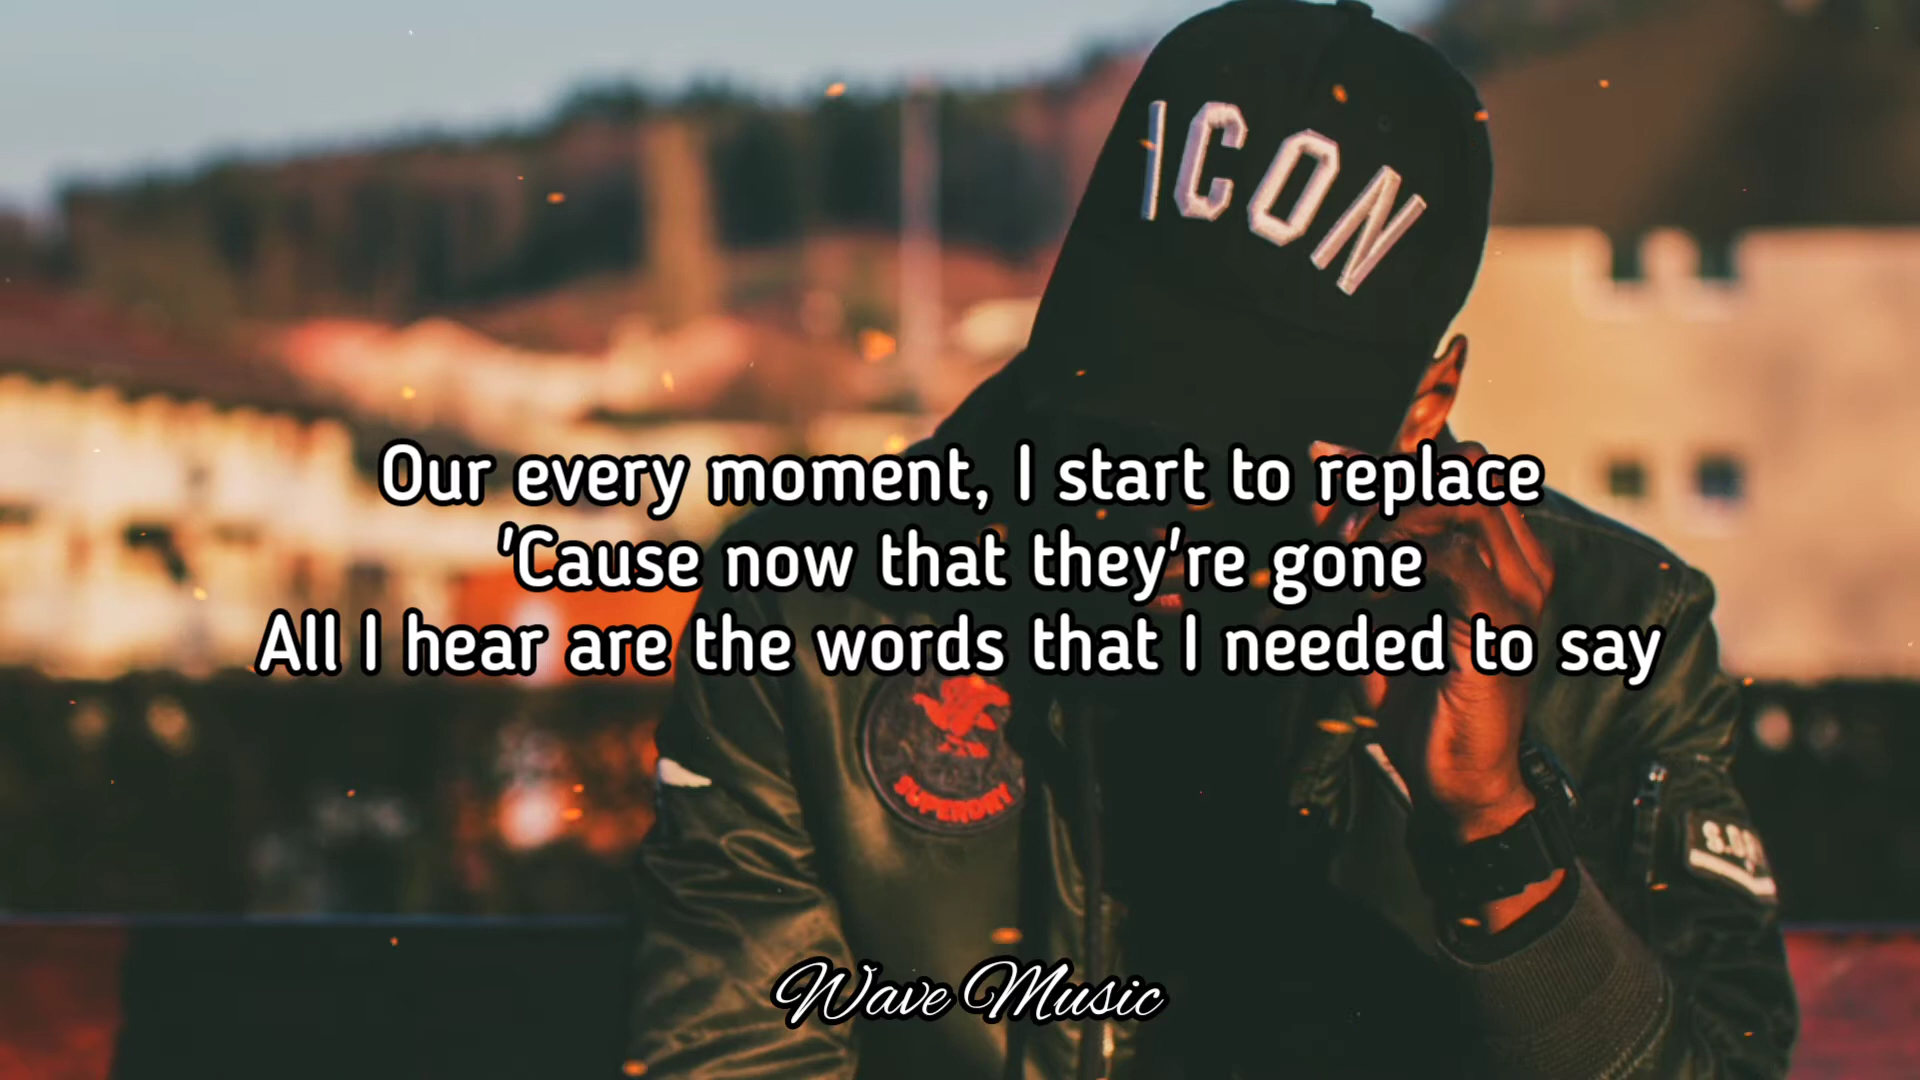 ICON
Our every moment, I start to replace
'Cause now that they're gone
All I hear are the words that I needed to say
SUPERDRY
Wave Music